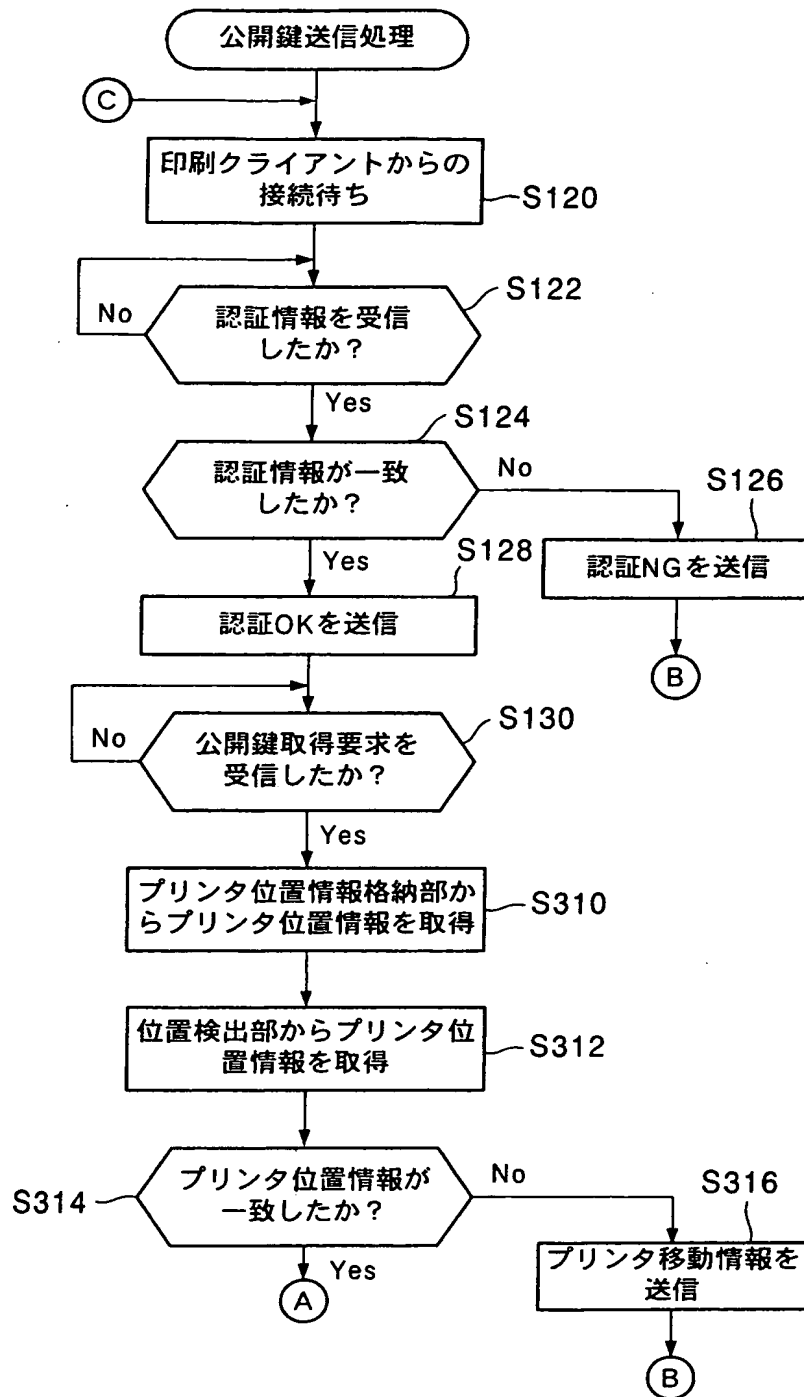 公開鍵送信処理
C
印刷クライアントからの
接続待ち
S120
S122
認証情報を受信
したか？
No
Yes
S124
認証情報が一致
したか？
No
S126
Yes
S128
認証NGを送信
認証OKを送信
B
S130
公開鍵取得要求を
受信したか？
No
Yes
プリンタ位置情報格納部か
らプリンタ位置情報を取得
S310
位置検出部からプリンタ位
置情報を取得
S312
プリンタ位置情報が
一致したか？
S314
No
S316
Yes
プリンタ移動情報を
送信
A
B